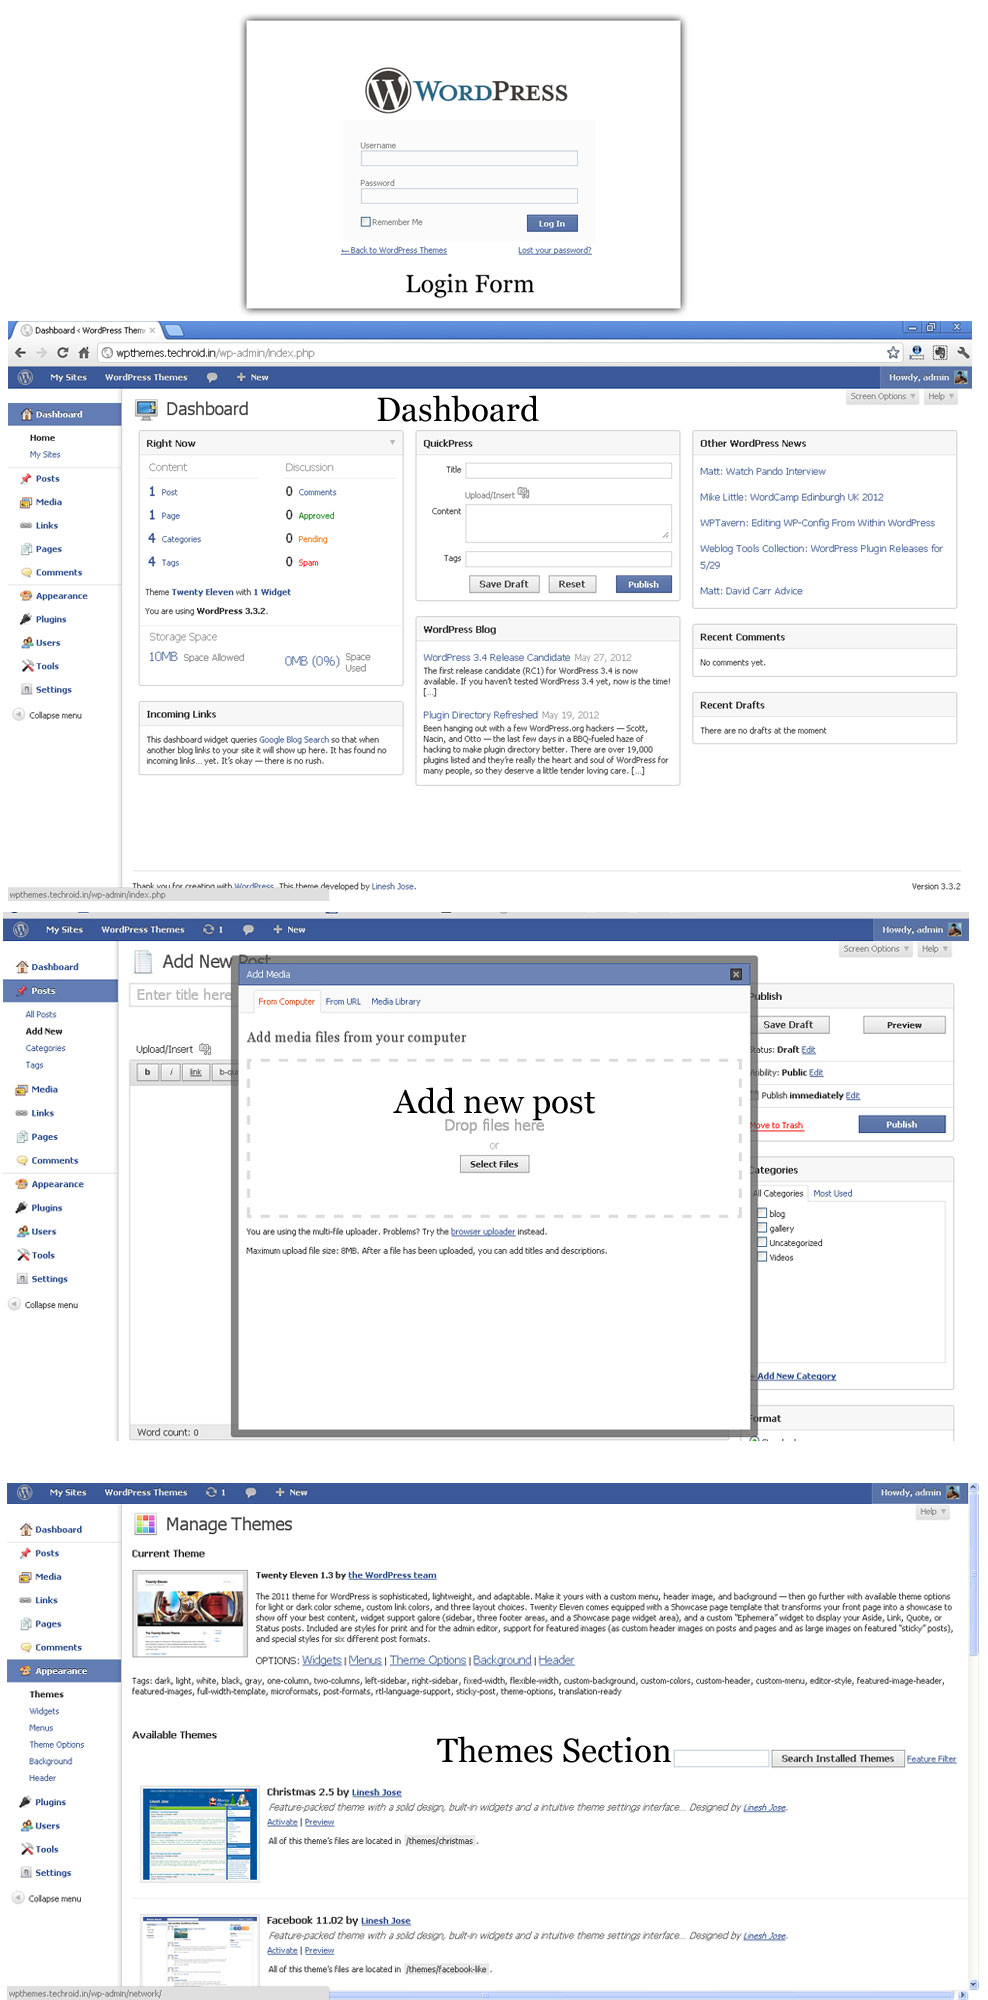 WORDPRESS
Username
Password
Remember Me
Log In
← Back to WordPress Themes
Lost your password?
Login Form
Dashboard ‹ WordPress Them
wpthemes.techroid.in/wp-admin/index.php
My Sites WordPress Themes + New Howdy, admin
Screen Options Help
Dashboard
Home
My Sites
Posts
Media
Links
Pages
Comments
Appearance
Plugins
Users
Tools
Settings
Collapse menu
Dashboard
Dashboard
Right Now
Content Discussion
1 Post 0 Comments
1 Page 0 Approved
4 Categories 0 Pending
4 Tags 0 Spam
Theme Twenty Eleven with 1 Widget
You are using WordPress 3.3.2.
Storage Space
10MB Space Allowed
0MB (0%) Space
Used
Incoming Links
This dashboard widget queries Google Blog Search so that when
another blog links to your site it will show up here. It has found no
incoming links… yet. It's okay — there is no rush.
QuickPress
Title
Upload/Insert
Content
Tags
Save Draft Reset Publish
WordPress Blog
WordPress 3.4 Release Candidate May 27, 2012
The first release candidate (RC1) for WordPress 3.4 is now
available. If you haven't tested WordPress 3.4 yet, now is the time!
[…]
Plugin Directory Refreshed May 19, 2012
Been hanging out with a few WordPress.org hackers — Scott,
Nacin, and Otto — the last few days in a BBQ-fueled haze of
hacking to make plugin directory better. There are over 19,000
plugins listed and they're really the heart and soul of WordPress for
many people, so they deserve a little tender loving care. […]
Other WordPress News
Matt: Watch Pando Interview
Mike Little: WordCamp Edinburgh UK 2012
WPTavern: Editing WP-Config From Within WordPress
Weblog Tools Collection: WordPress Plugin Releases for
5/29
Matt: David Carr Advice
Recent Comments
No comments yet.
Recent Drafts
There are no drafts at the moment
Thank you for creating with WordPress. This theme developed by Linesh Jose.
Version 3.3.2
wpthemes.techroid.in/wp-admin/index.php
My Sites WordPress Themes 1 + New Howdy, admin
Screen Options Help
Dashboard
Posts
All Posts
Add New
Categories
Tags
Media
Links
Pages
Comments
Appearance
Plugins
Users
Tools
Settings
Collapse menu
Add New Post
Enter title here
Upload/Insert
b i link b-qu
Word count: 0
Add Media
From Computer From URL Media Library
Add media files from your computer
Add new post
Drop files here
or
Select Files
You are using the multi-file uploader. Problems? Try the browser uploader instead.
Maximum upload file size: 8MB. After a file has been uploaded, you can add titles and descriptions.
ublish
Save Draft Preview
tatus: Draft Edit
isibility: Public Edit
Publish immediately Edit
ove to Trash Publish
ategories
ll Categories Most Used
blog
gallery
Uncategorized
Videos
Add New Category
ormat
My Sites WordPress Themes 1 + New Howdy, admin
Help
Dashboard
Posts
Media
Links
Pages
Comments
Appearance
Themes
Widgets
Menus
Theme Options
Background
Header
Plugins
Users
Tools
Settings
Collapse menu
Manage Themes
Current Theme
Twenty Eleven 1.3 by the WordPress team
The 2011 theme for WordPress is sophisticated, lightweight, and adaptable. Make it yours with a custom menu, header image, and background — then go further with available theme options
for light or dark color scheme, custom link colors, and three layout choices. Twenty Eleven comes equipped with a Showcase page template that transforms your front page into a showcase to
show off your best content, widget support galore (sidebar, three footer areas, and a Showcase page widget area), and a custom "Ephemera" widget to display your Aside, Link, Quote, or
Status posts. Included are styles for print and for the admin editor, support for featured images (as custom header images on posts and pages and as large images on featured "sticky" posts),
and special styles for six different post formats.
OPTIONS: Widgets | Menus | Theme Options | Background | Header
Tags: dark, light, white, black, gray, one-column, two-columns, left-sidebar, right-sidebar, fixed-width, flexible-width, custom-background, custom-colors, custom-header, custom-menu, editor-style, featured-image-header,
featured-images, full-width-template, microformats, post-formats, rtl-language-support, sticky-post, theme-options, translation-ready
Available Themes
Themes Section
Search Installed Themes Feature Filter
Christmas 2.5 by Linesh Jose
Feature-packed theme with a solid design, built-in widgets and a intuitive theme settings interface... Designed by Linesh Jose.
Activate | Preview
All of this theme's files are located in /themes/christmas .
Facebook 11.02 by Linesh Jose
Feature-packed theme with a solid design, built-in widgets and a intuitive theme settings interface... Designed by Linesh Jose.
Activate | Preview
All of this theme's files are located in /themes/facebook-like .
wpthemes.techroid.in/wp-admin/network/